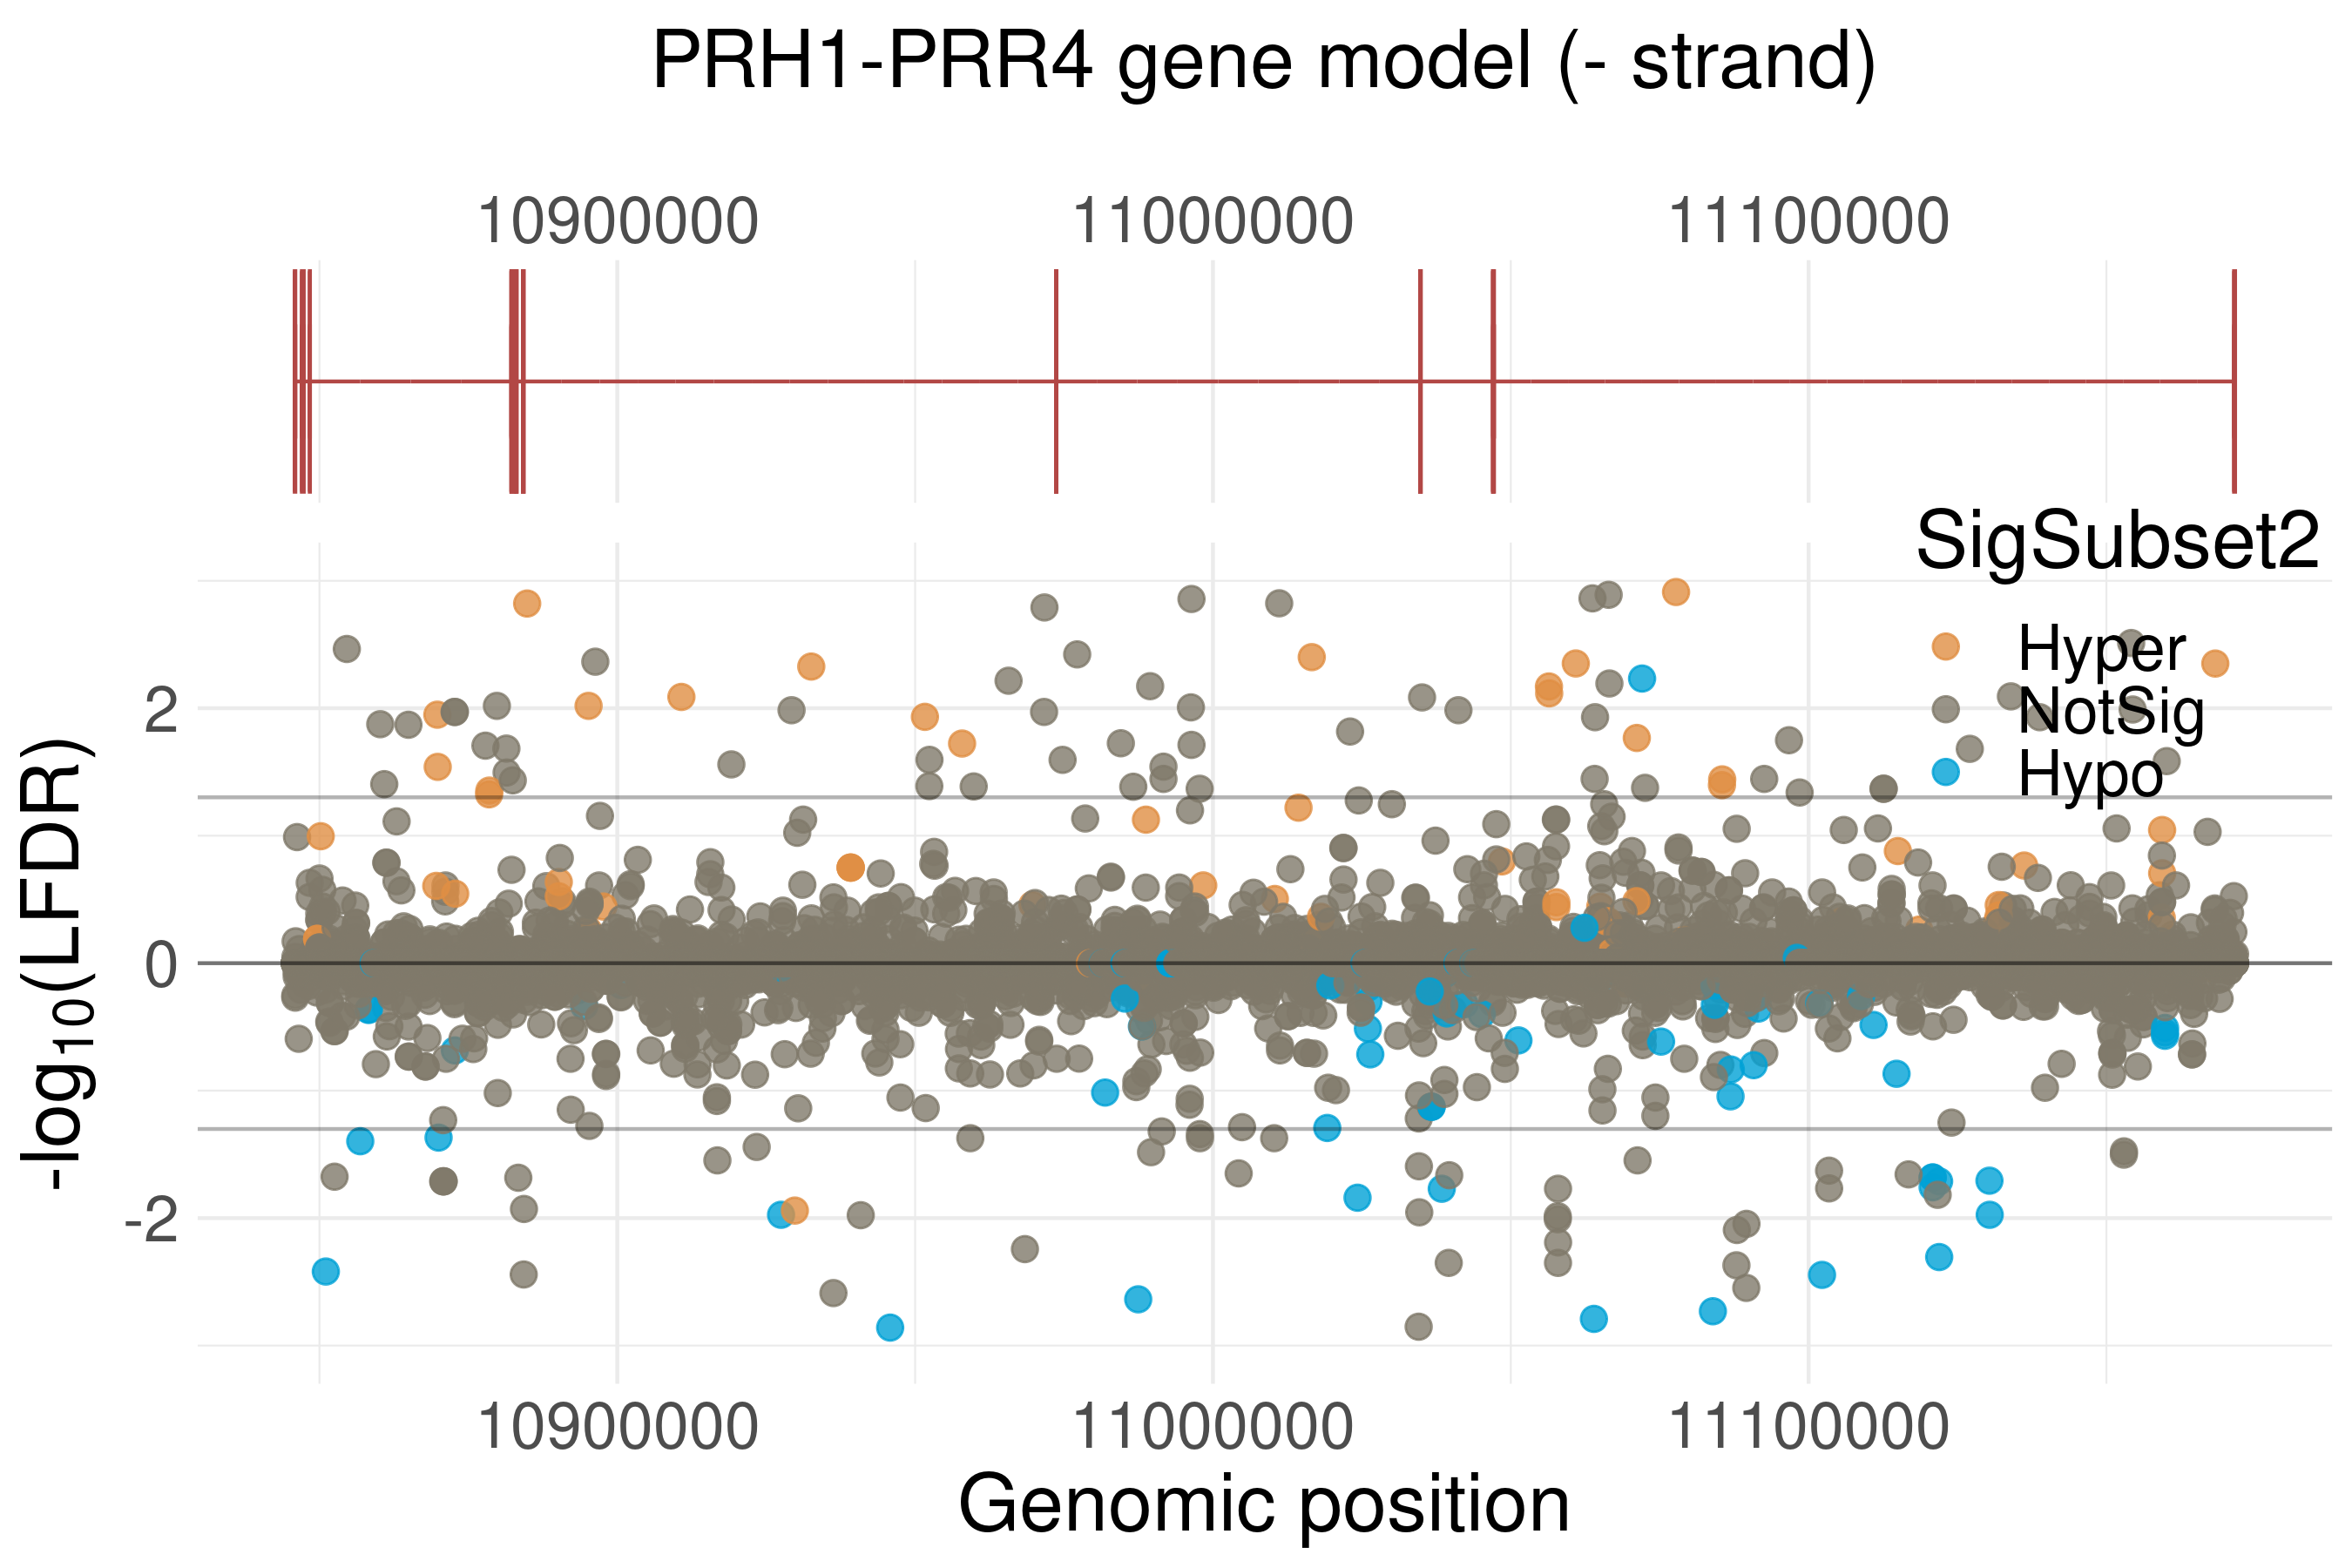 PRH1-PRR4 gene model (- strand)
10900000 11000000 11100000
SigSubset2
Hyper
NotSig
Hypo
-log10(LFDR)
2
0
-2
10900000 11000000 11100000
Genomic position